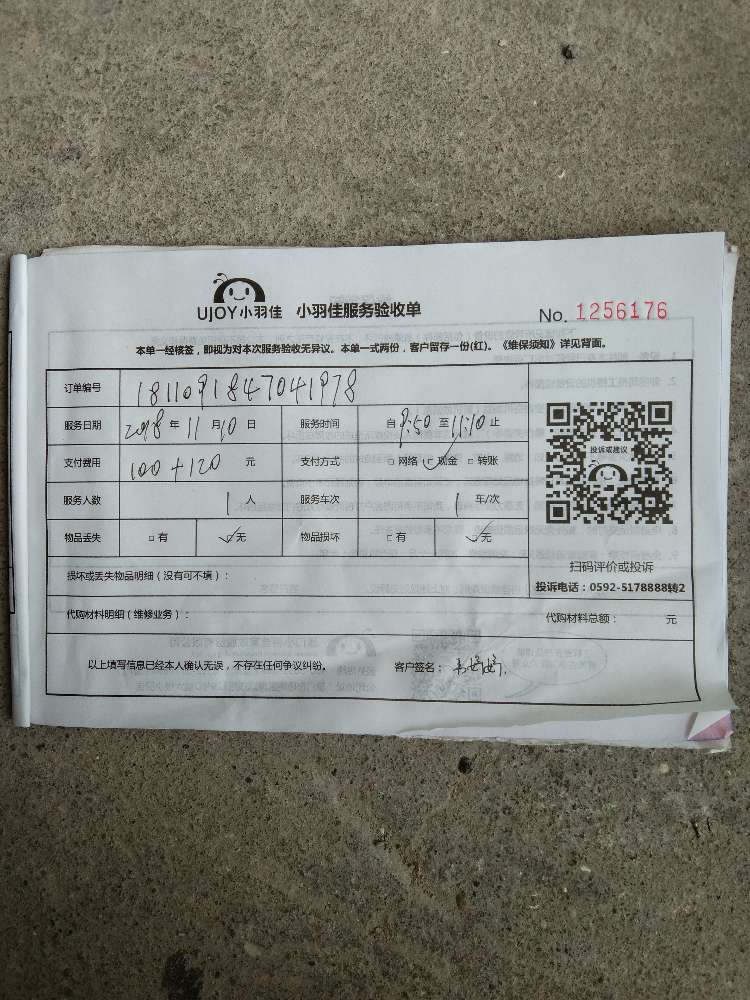 UJOY小羽佳 小羽佳服务验收单 No. 1256176
本单一经核签，即视为对本次服务验收无异议。本单一式两份，客户留存一份(红)。《维保须知》详见背面。
订单编号 1811091847041978
服务日期 2018 年 11 月 10 日 服务时间 自 9:50 至 11:10 止
支付费用 100+120 元 支付方式 □ 网络 ☑ 现金 □ 转账
投诉或建议
服务人数 1 人 服务车次 1 车/次
物品丢失 □ 有 ☑ 无 物品损坏 □ 有 ☑ 无
扫码评价或投诉
损坏或丢失物品明细（没有可不填）：
投诉电话：0592-5178888转2
代购材料明细（维修业务）： 代购材料总额： 元
以上填写信息已经本人确认无误，不存在任何争议纠纷。 客户签名：